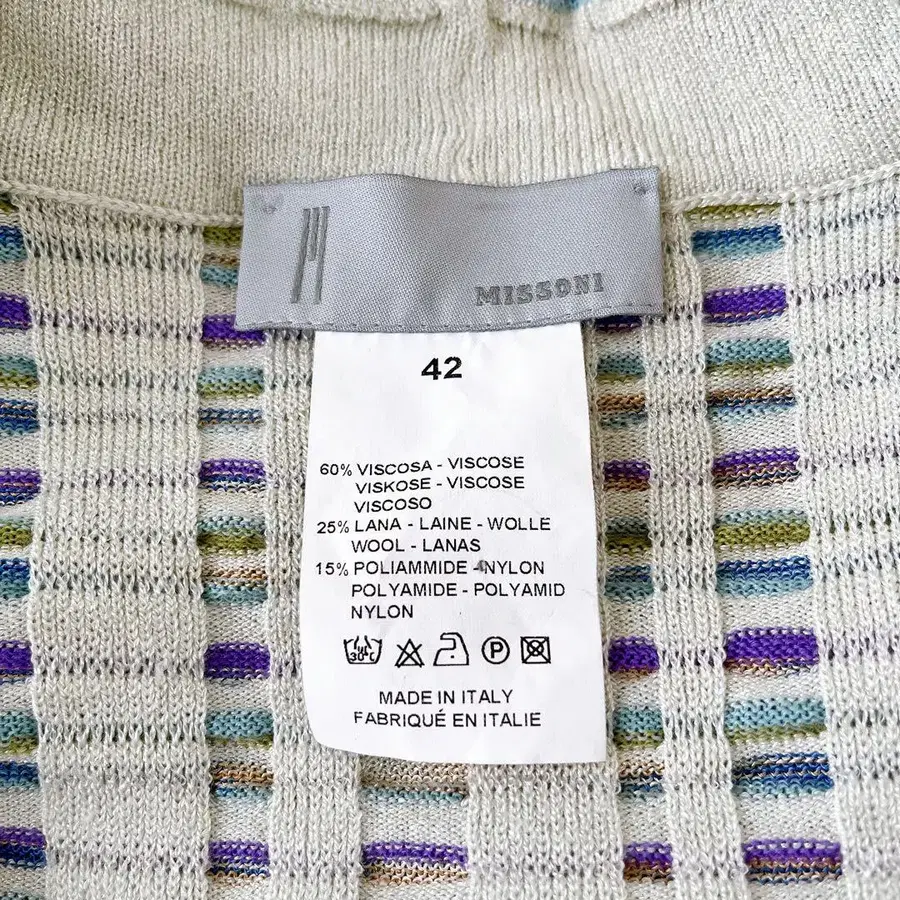 MISSONI
42
60% VISCOSA - VISCOSE
VISKOSE - VISCOSE
VISCOSO
25% LANA - LAINE - WOLLE
WOOL - LANAS
15% POLIAMMIDE - NYLON
POLYAMIDE - POLYAMID
NYLON
30°C P
MADE IN ITALY
FABRIQUÉ EN ITALIE